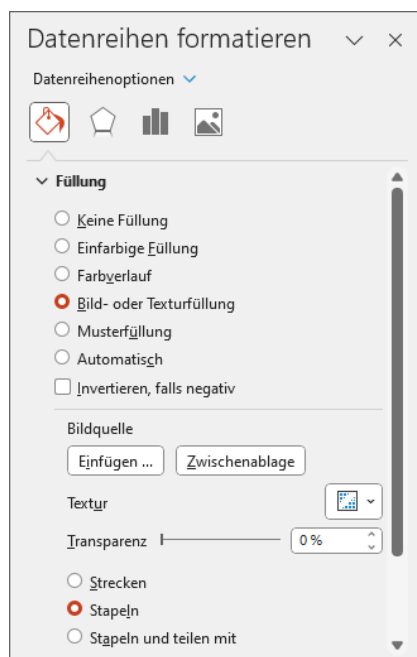 Datenreihen formatieren
Datenreihenoptionen
Füllung
Keine Füllung
Einfarbige Füllung
Farbverlauf
Bild- oder Texturfüllung
Musterfüllung
Automatisch
Invertieren, falls negativ
Bildquelle
Einfügen ... Zwischenablage
Textur
Transparenz 0 %
Strecken
Stapeln
Stapeln und teilen mit